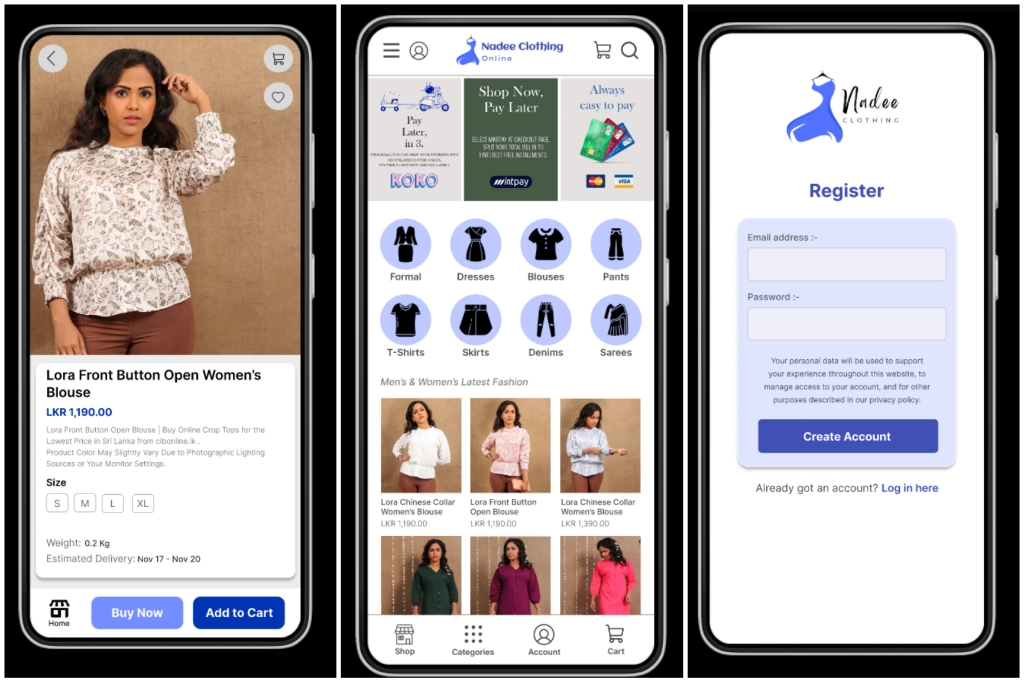 Lora Front Button Open Women's
Blouse
LKR 1,190.00
Lora Front Button Open Blouse | Buy Online Crop Tops for the
Lowest Price in Sri Lanka from clbonline.lk .
Product Color May Slightly Vary Due to Photographic Lighting
Sources or Your Monitor Settings.
Size
S M L XL
Weight: 0.2 Kg
Estimated Delivery: Nov 17 - Nov 20
Home
Buy Now
Add to Cart
Nadee Clothing
Online
Pay
Later,
in 3.
KOKO
Shop Now,
Pay Later
SELECT MINTPAY AT CHECKOUT PAGE,
SPLIT YOUR TOTAL BILL IN TO
3 INTEREST FREE INSTALLMENTS.
mintpay
Always
easy to pay
VISA
Formal Dresses Blouses Pants
T-Shirts Skirts Denims Sarees
Men's & Women's Latest Fashion
Lora Chinese Collar
Women's Blouse
LKR 1,190.00
Lora Front Button
Open Blouse
LKR 1,190.00
Lora Chinese Collar
Women's Blouse
LKR 1,390.00
Shop Categories Account Cart
Nadee
CLOTHING
Register
Email address :-
Password :-
Your personal data will be used to support
your experience throughout this website, to
manage access to your account, and for other
purposes described in our privacy policy.
Create Account
Already got an account? Log in here